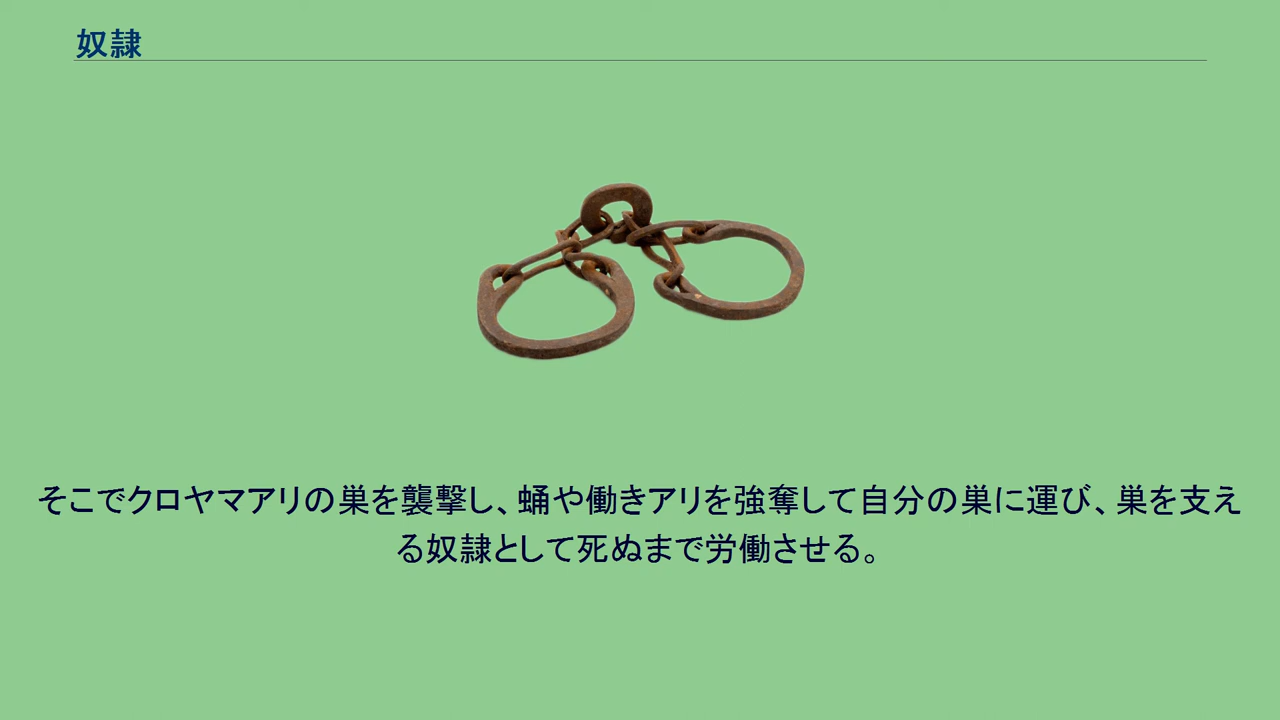 奴隷
そこでクロヤマアリの巣を襲撃し、蛹や働きアリを強奪して自分の巣に運び、巣を支え
る奴隷として死ぬまで労働させる。